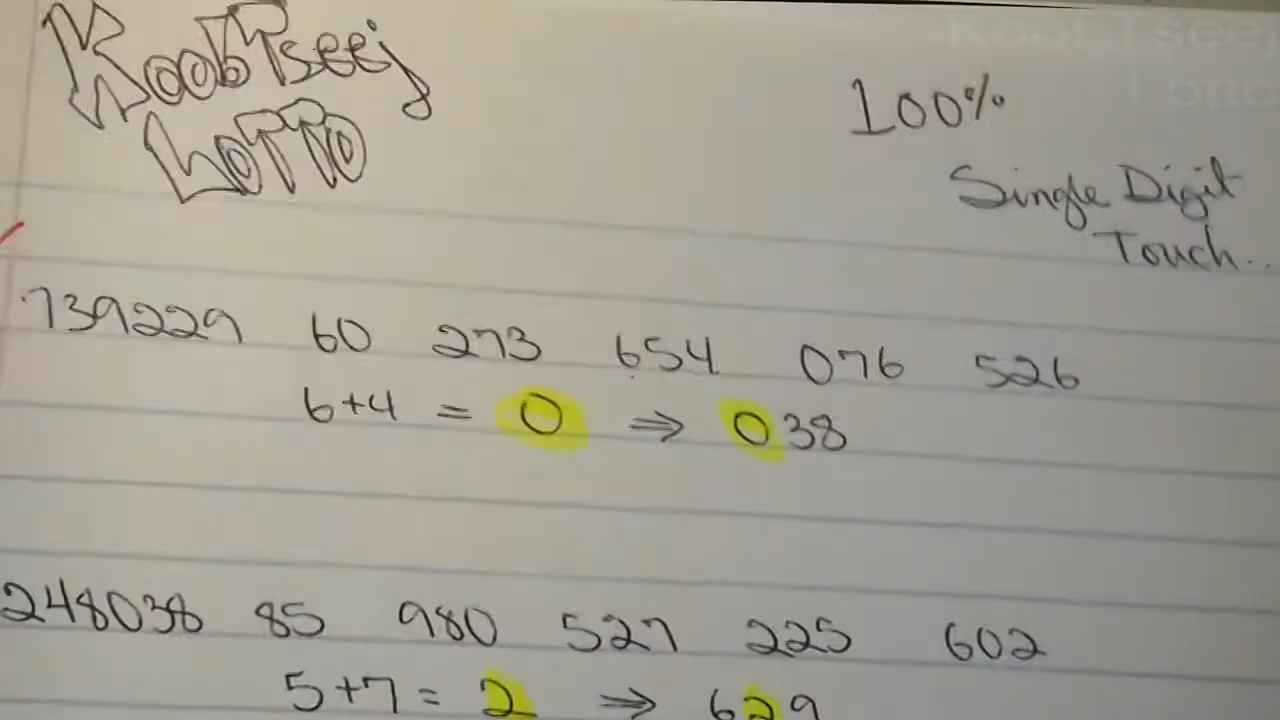 KoobTseej
LOTTO
100%
Single Digit
Touch..
739229 60 273 654 076 526
6+4 = 0 ⇒ 038
248038 85 980 527 225 602
5+7 = 2 ⇒ 629